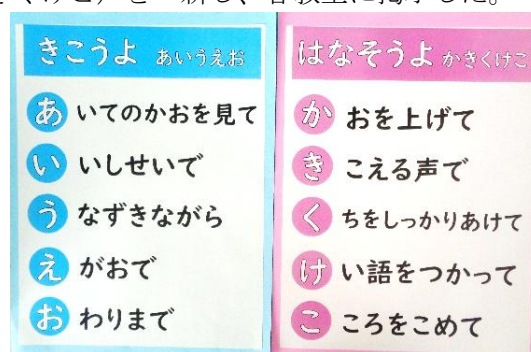 くけこ）を一新し、各教室に掲示した。
きこうよ あいうえお
あいてのかおを見て
いいしせいで
うなずきながら
えがおで
おわりまで
はなそうよ かきくけこ
かおを上げて
きこえる声で
くちをしっかりあけて
けい語をつかって
こころをこめて